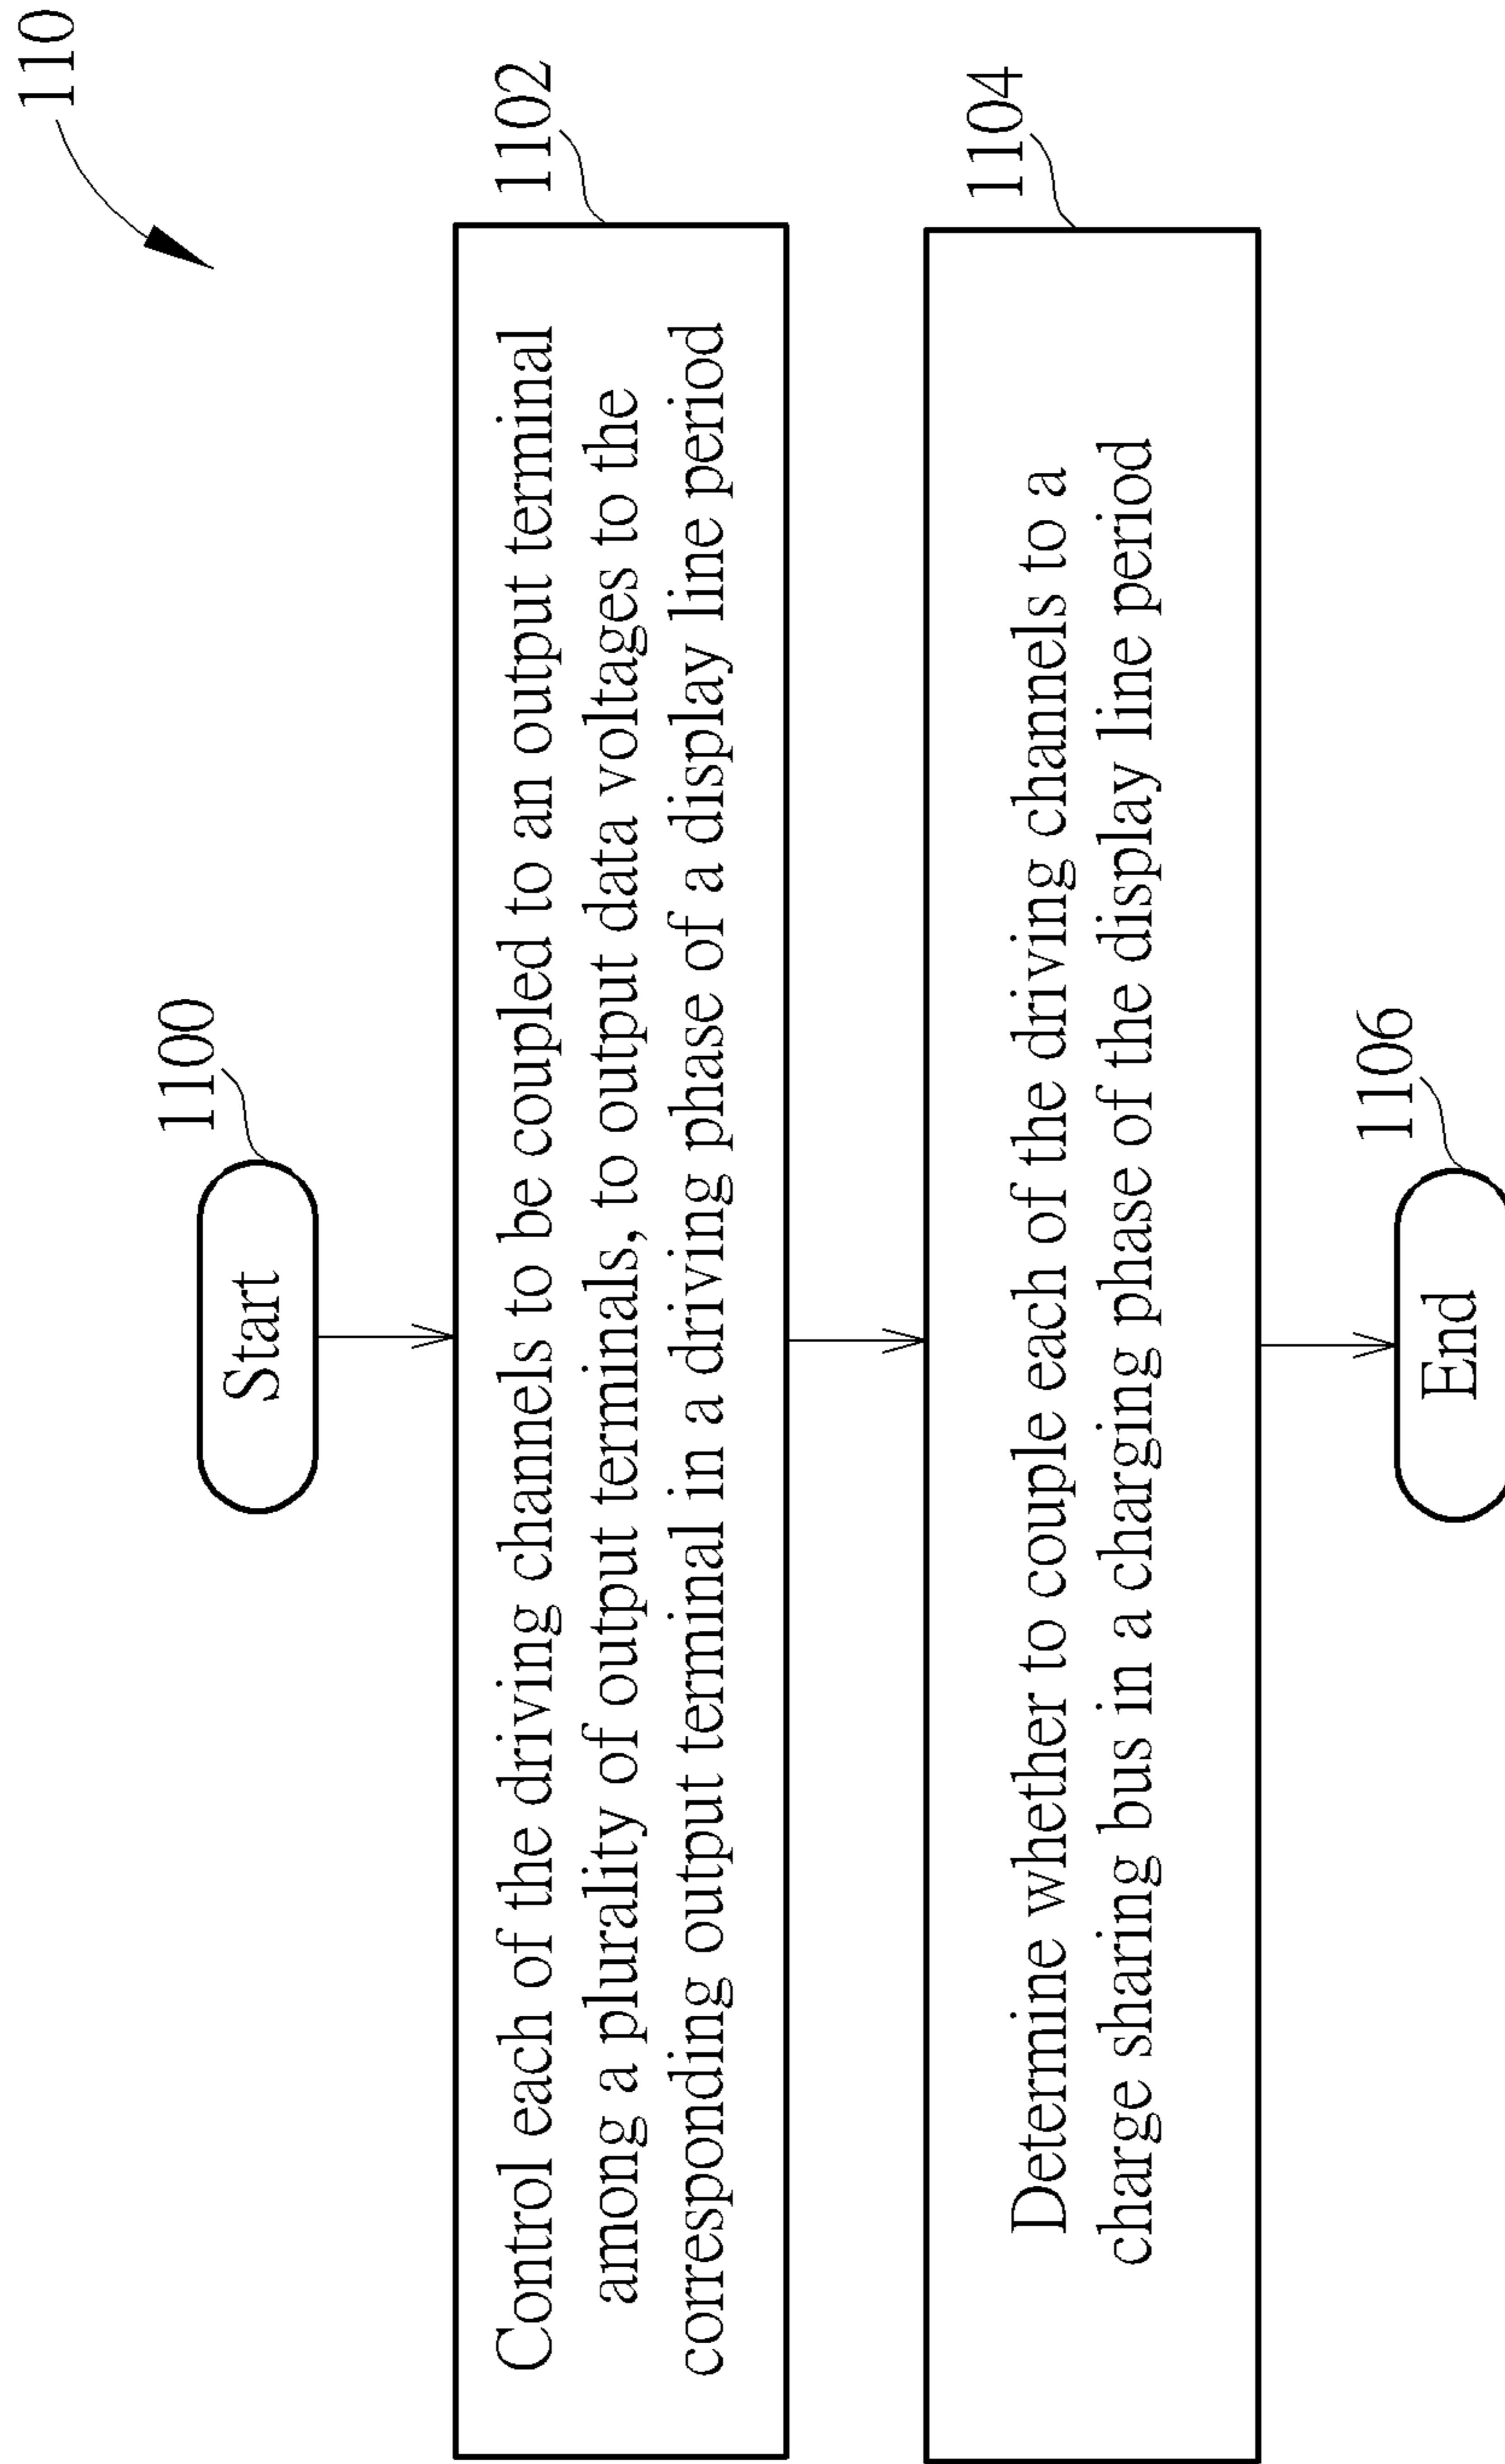 110
1100
Start
1102
Control each of the driving channels to be coupled to an output terminal
among a plurality of output terminals, to output data voltages to the
corresponding output terminal in a driving phase of a display line period
1104
Determine whether to couple each of the driving channels to a
charge sharing bus in a charging phase of the display line period
1106
End